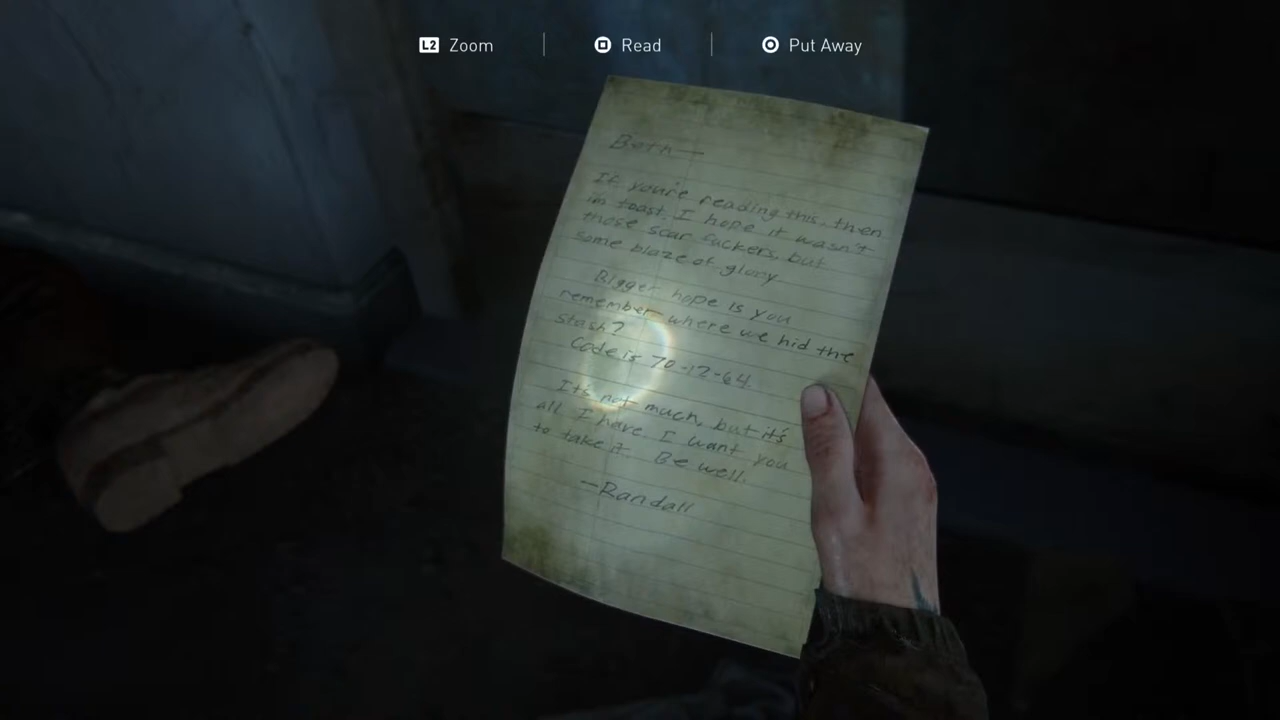 L2 Zoom | Read | Put Away
Beth—
If you're reading this, then
i'm toast. I hope it wasn't
those scar fuckers, but
some blaze of glory
Bigger hope is you
remember where we hid the
stash?
Code is 70-12-64.
It's not much, but it's
all I have. I want you
to take it. Be well.
—Randall